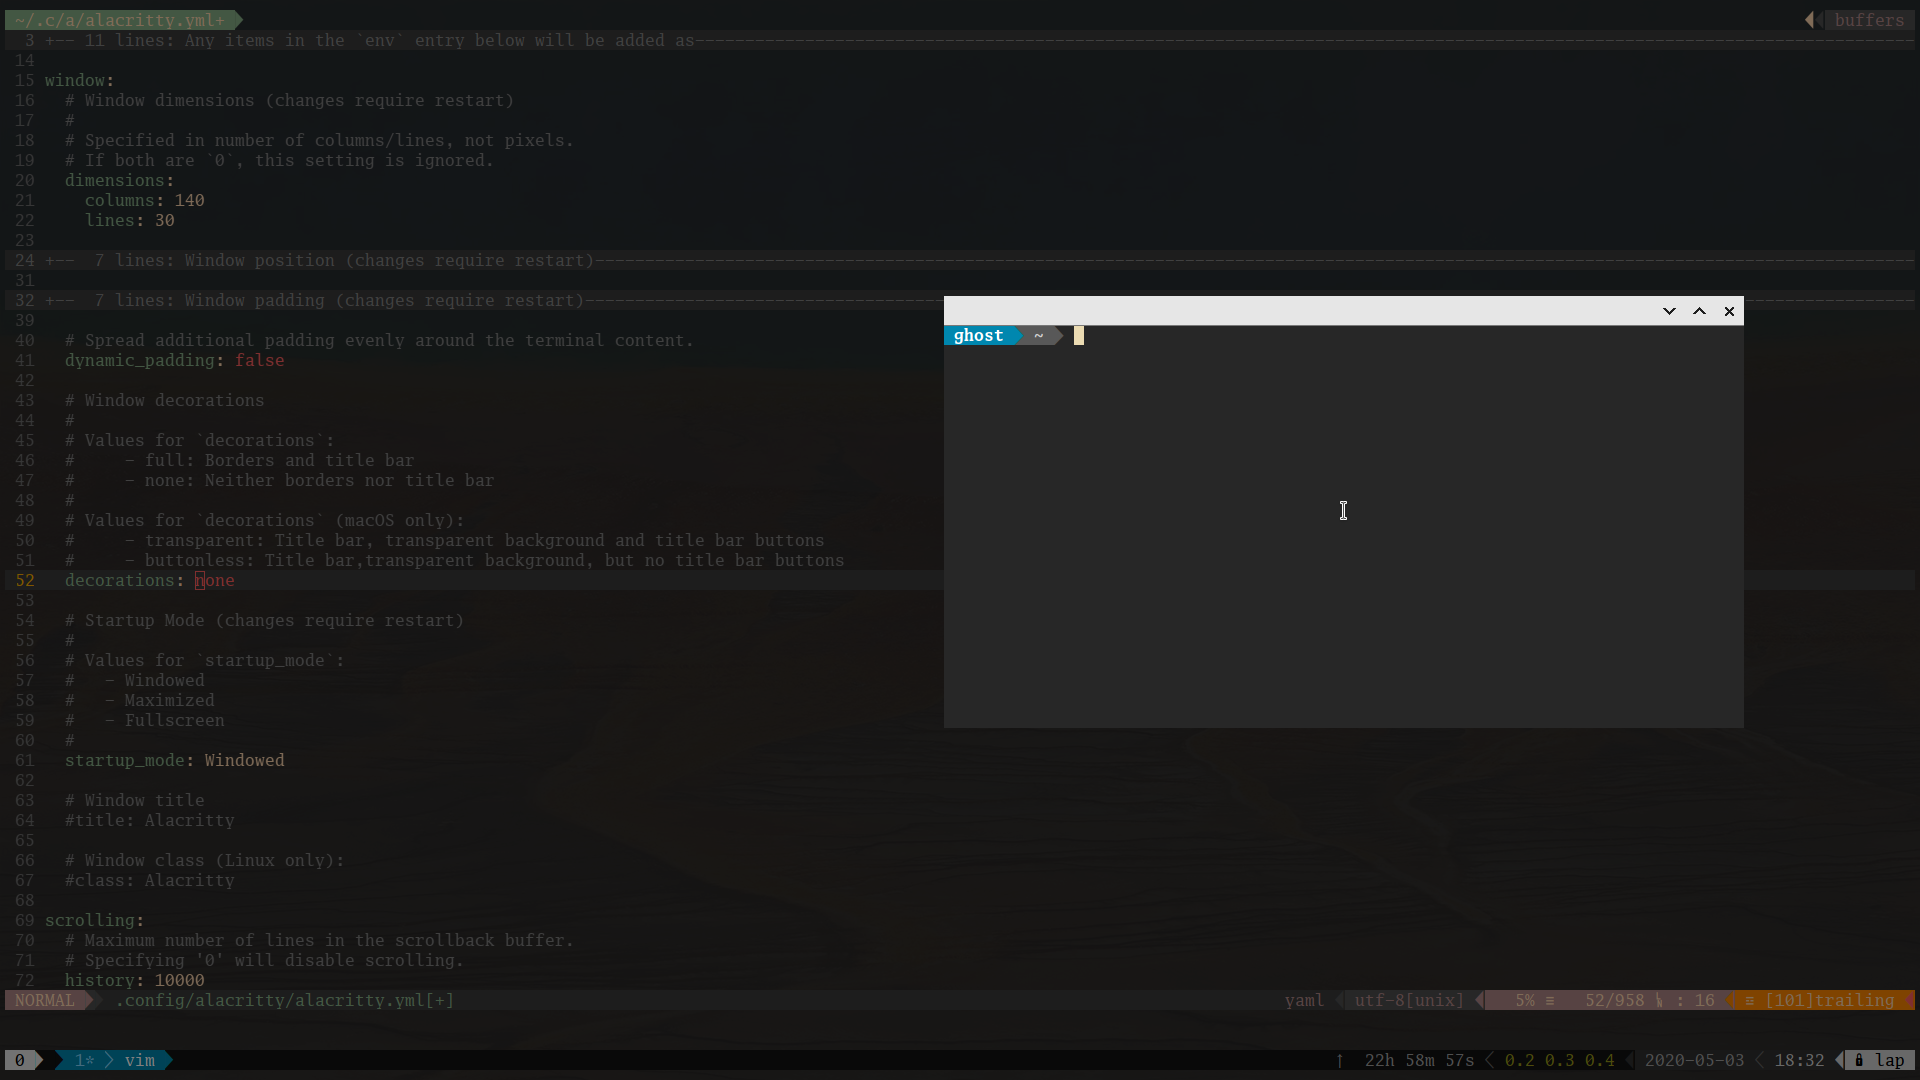 ~/.c/a/alacritty.yml+ buffers
3 +-- 11 lines: Any items in the `env` entry below will be added as
14
15 window:
16 # Window dimensions (changes require restart)
17 #
18 # Specified in number of columns/lines, not pixels.
19 # If both are `0`, this setting is ignored.
20 dimensions:
21 columns: 140
22 lines: 30
23
24 +-- 7 lines: Window position (changes require restart)
31
32 +-- 7 lines: Window padding (changes require restart)
39
40 # Spread additional padding evenly around the terminal content.
41 dynamic_padding: false
42
43 # Window decorations
44 #
45 # Values for `decorations`:
46 # - full: Borders and title bar
47 # - none: Neither borders nor title bar
48 #
49 # Values for `decorations` (macOS only):
50 # - transparent: Title bar, transparent background and title bar buttons
51 # - buttonless: Title bar,transparent background, but no title bar buttons
52 decorations: none
53
54 # Startup Mode (changes require restart)
55 #
56 # Values for `startup_mode`:
57 # - Windowed
58 # - Maximized
59 # - Fullscreen
60 #
61 startup_mode: Windowed
62
63 # Window title
64 #title: Alacritty
65
66 # Window class (Linux only):
67 #class: Alacritty
68
69 scrolling:
70 # Maximum number of lines in the scrollback buffer.
71 # Specifying '0' will disable scrolling.
72 history: 10000
ghost ~
NORMAL .config/alacritty/alacritty.yml[+] yaml utf-8[unix] 5% ≡ 52/958 : 16 ≡ [101]trailing
0 1* vim ↑ 22h 58m 57s 0.2 0.3 0.4 2020-05-03 18:32 lap